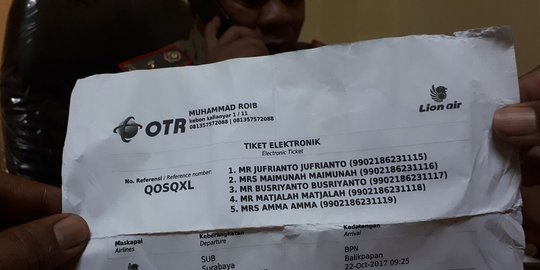 MUHAMMAD ROIB
kebon kalianyar 1 / 11
081357572088 | 081357572088
OTR
Lion air
TIKET ELEKTRONIK
Electronic Ticket
No. Referensi / Reference number:
QOSQXL
1. MR JUFRIANTO JUFRIANTO (9902186231115)
2. MRS MAIMUNAH MAIMUNAH (9902186231116)
3. MR BUSRIYANTO BUSRIYANTO (9902186231117)
4. MR MATJALAH MATJALAH (9902186231118)
5. MRS AMMA AMMA (9902186231119)
Maskapai Keberangkatan Kedatangan
Airlines Departure Arrival
SUB BPN
Surabaya Balikpapan
22-Oct-2017 09:25